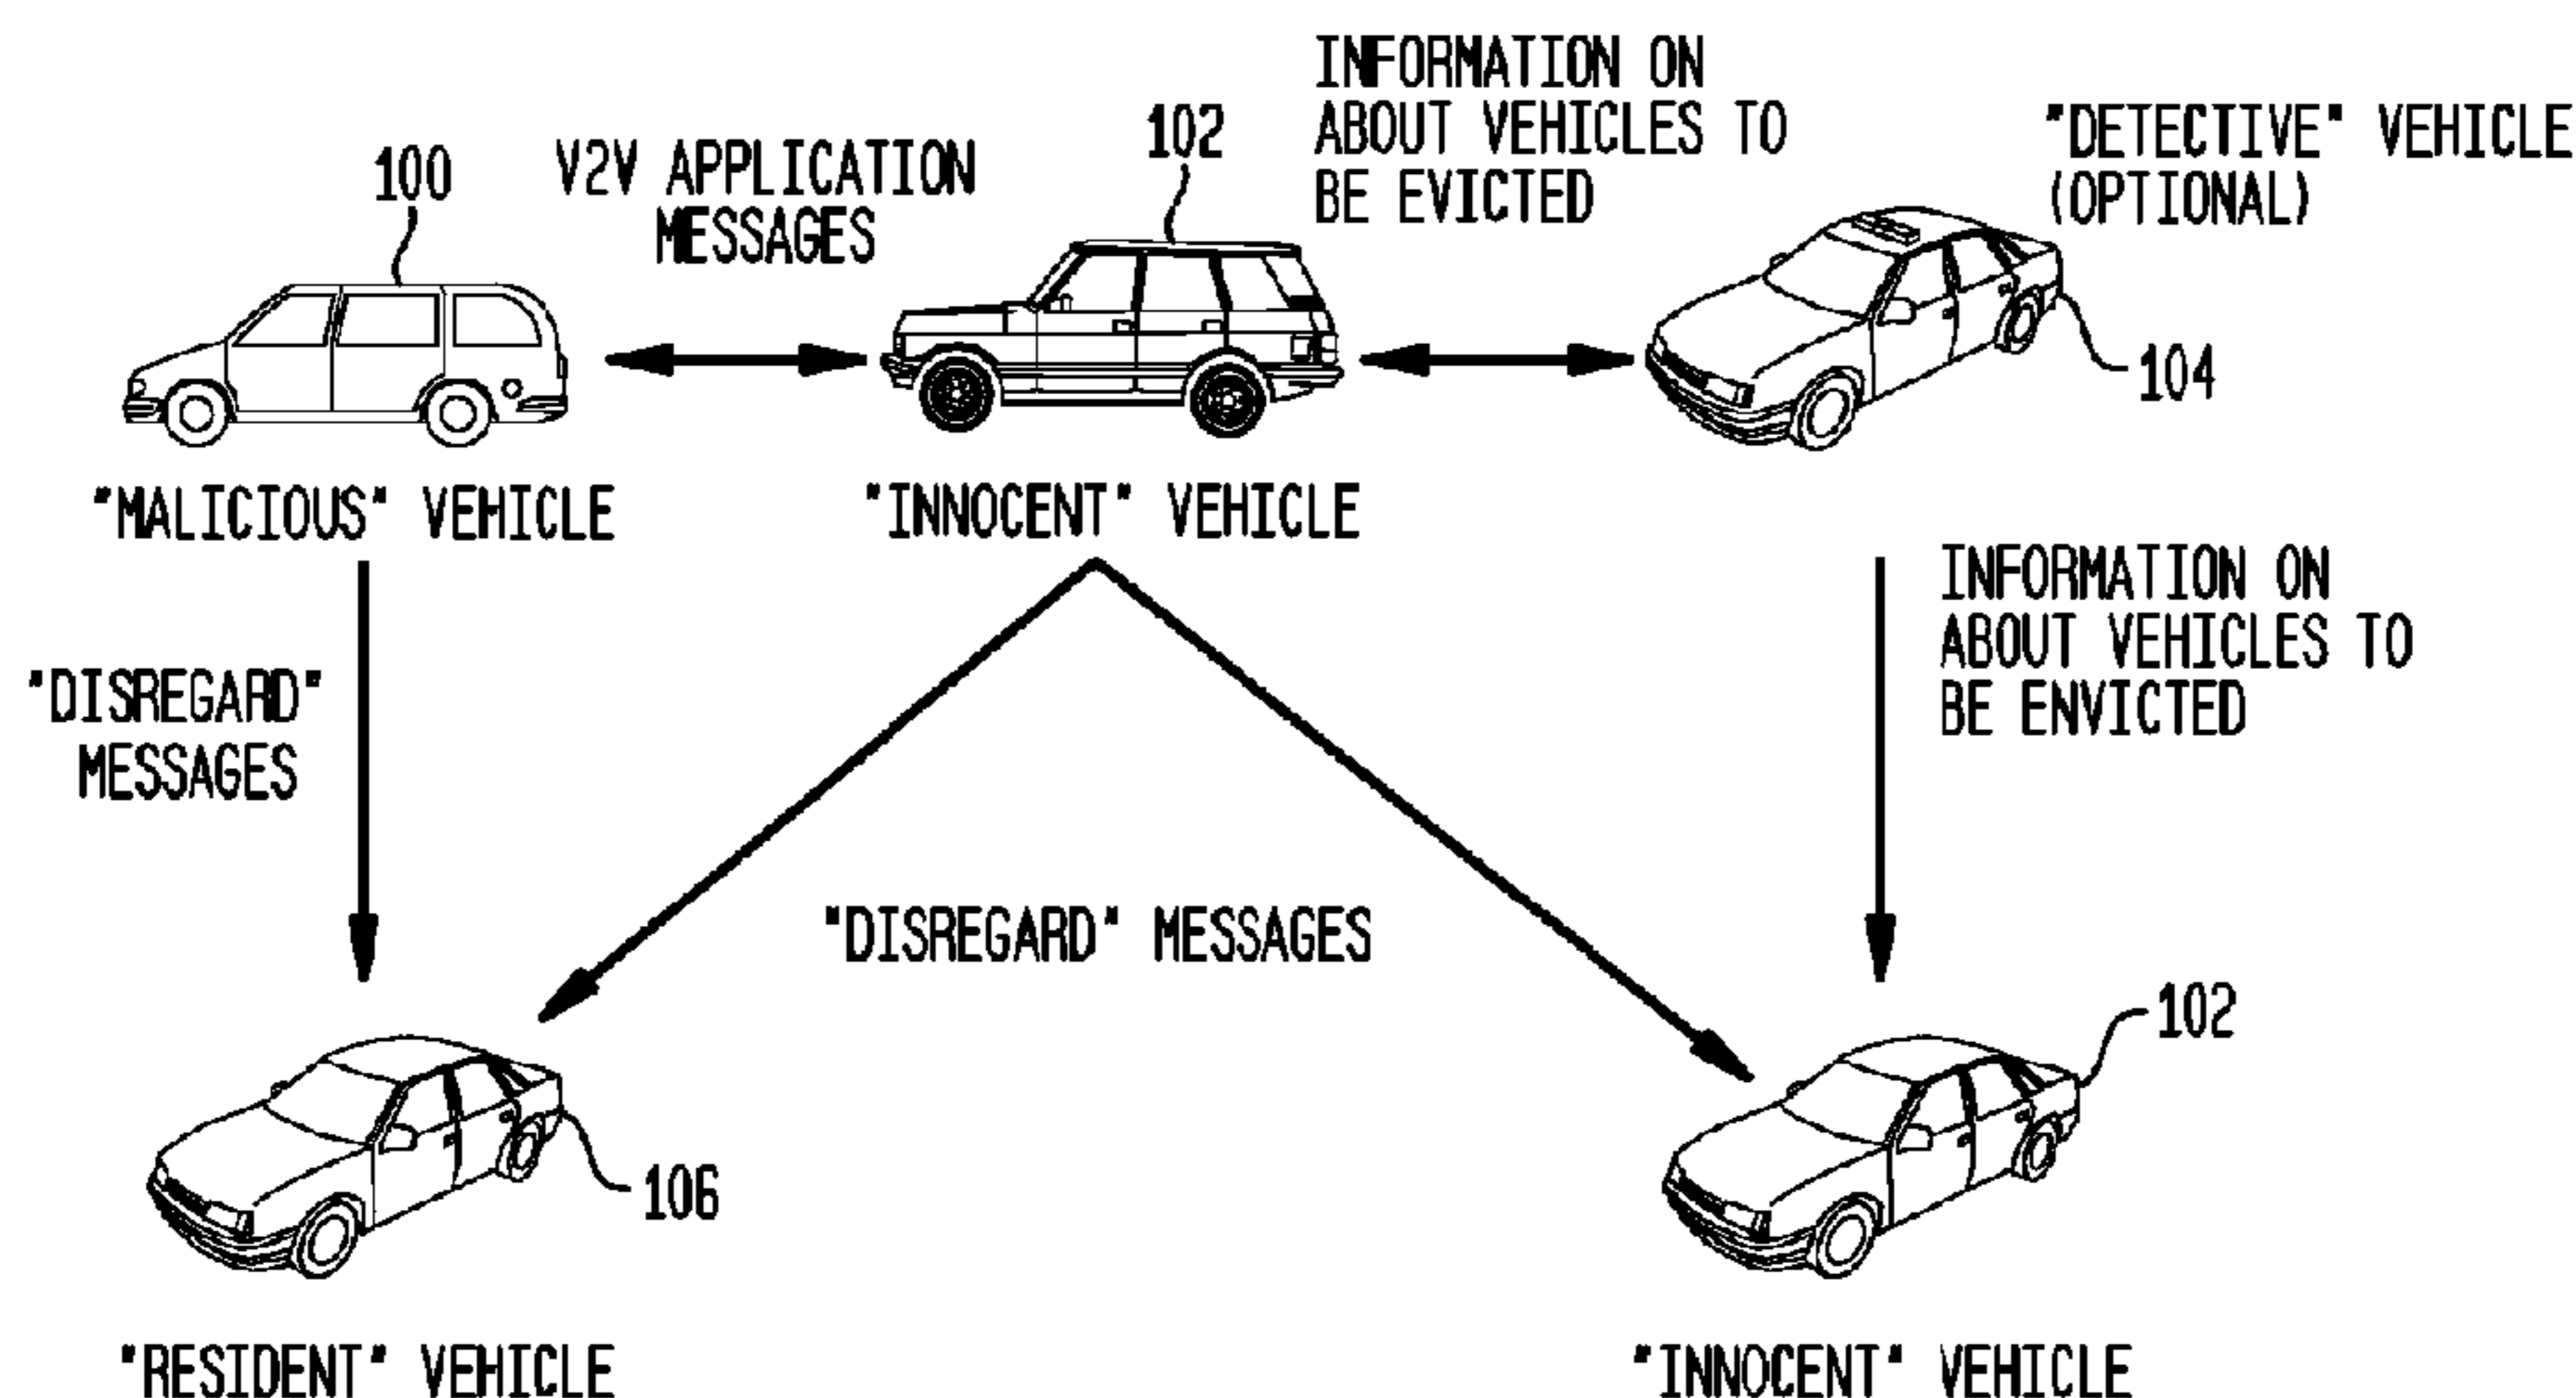 INFORMATION ON
ABOUT VEHICLES TO
BE EVICTED
102
"DETECTIVE" VEHICLE
(OPTIONAL)
100
V2V APPLICATION
MESSAGES
104
"MALICIOUS" VEHICLE
"INNOCENT" VEHICLE
INFORMATION ON
ABOUT VEHICLES TO
BE ENVICTED
"DISREGARD"
MESSAGES
"DISREGARD" MESSAGES
102
106
"RESIDENT" VEHICLE
"INNOCENT" VEHICLE